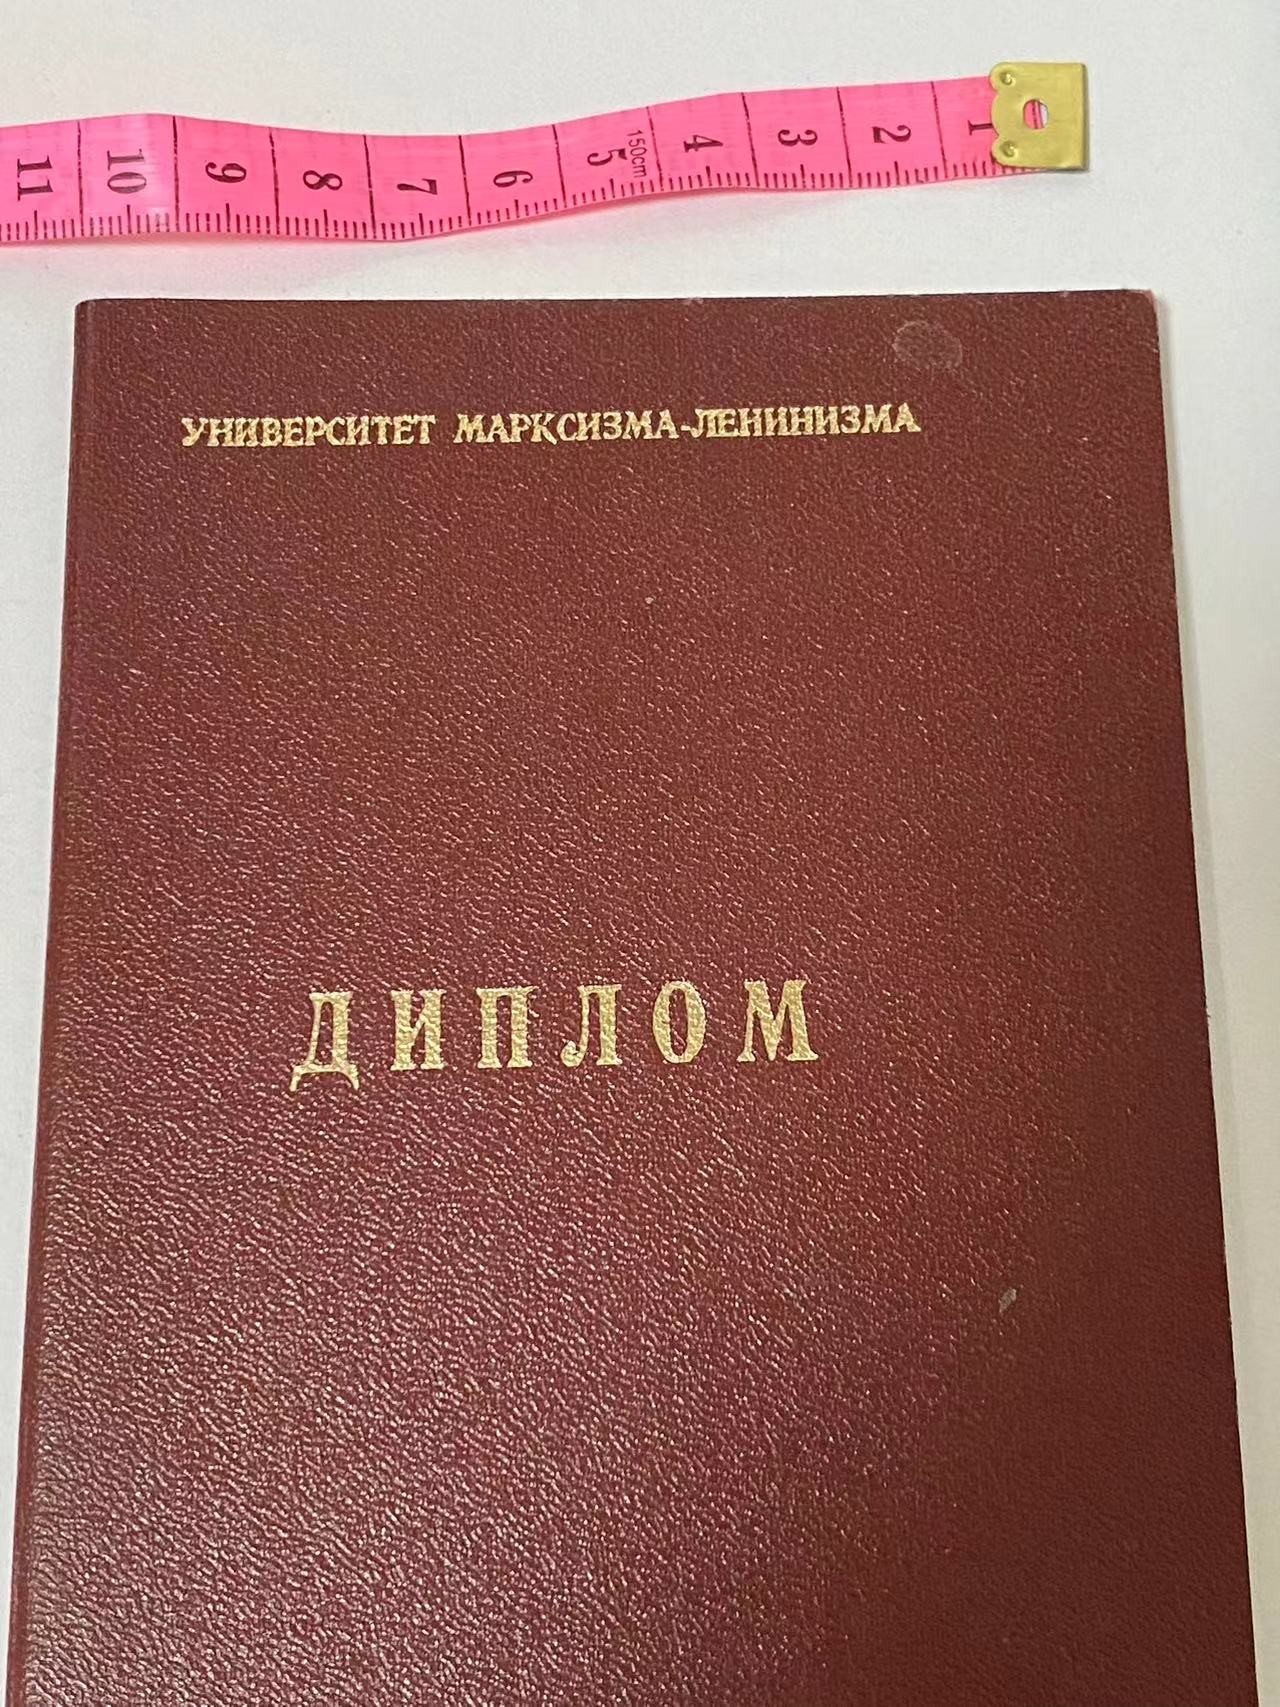 11 10 9 8 7 6 5 150cm 4 3 2 1
УНИВЕРСИТЕТ МАРКСИЗМА-ЛЕНИНИЗМА
ДИПЛОМ